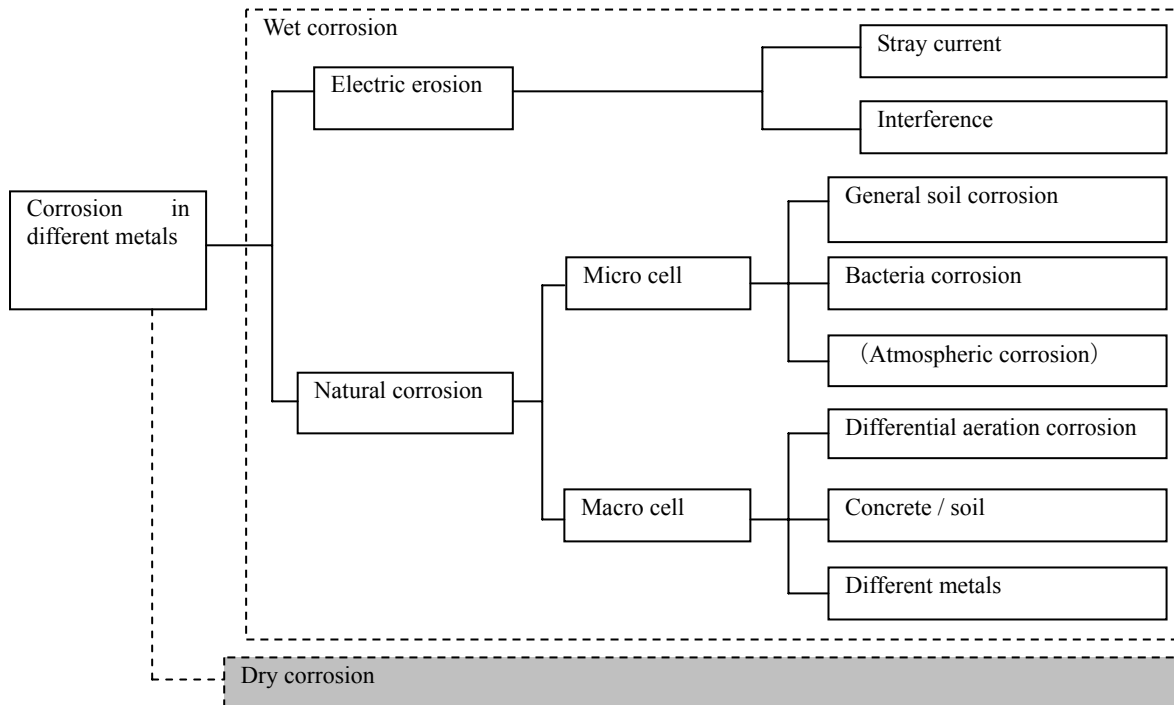 Wet corrosion
Stray current
Electric erosion
Interference
Corrosion in
different metals
General soil corrosion
Micro cell
Bacteria corrosion
（Atmospheric corrosion）
Natural corrosion
Differential aeration corrosion
Macro cell
Concrete / soil
Different metals
Dry corrosion